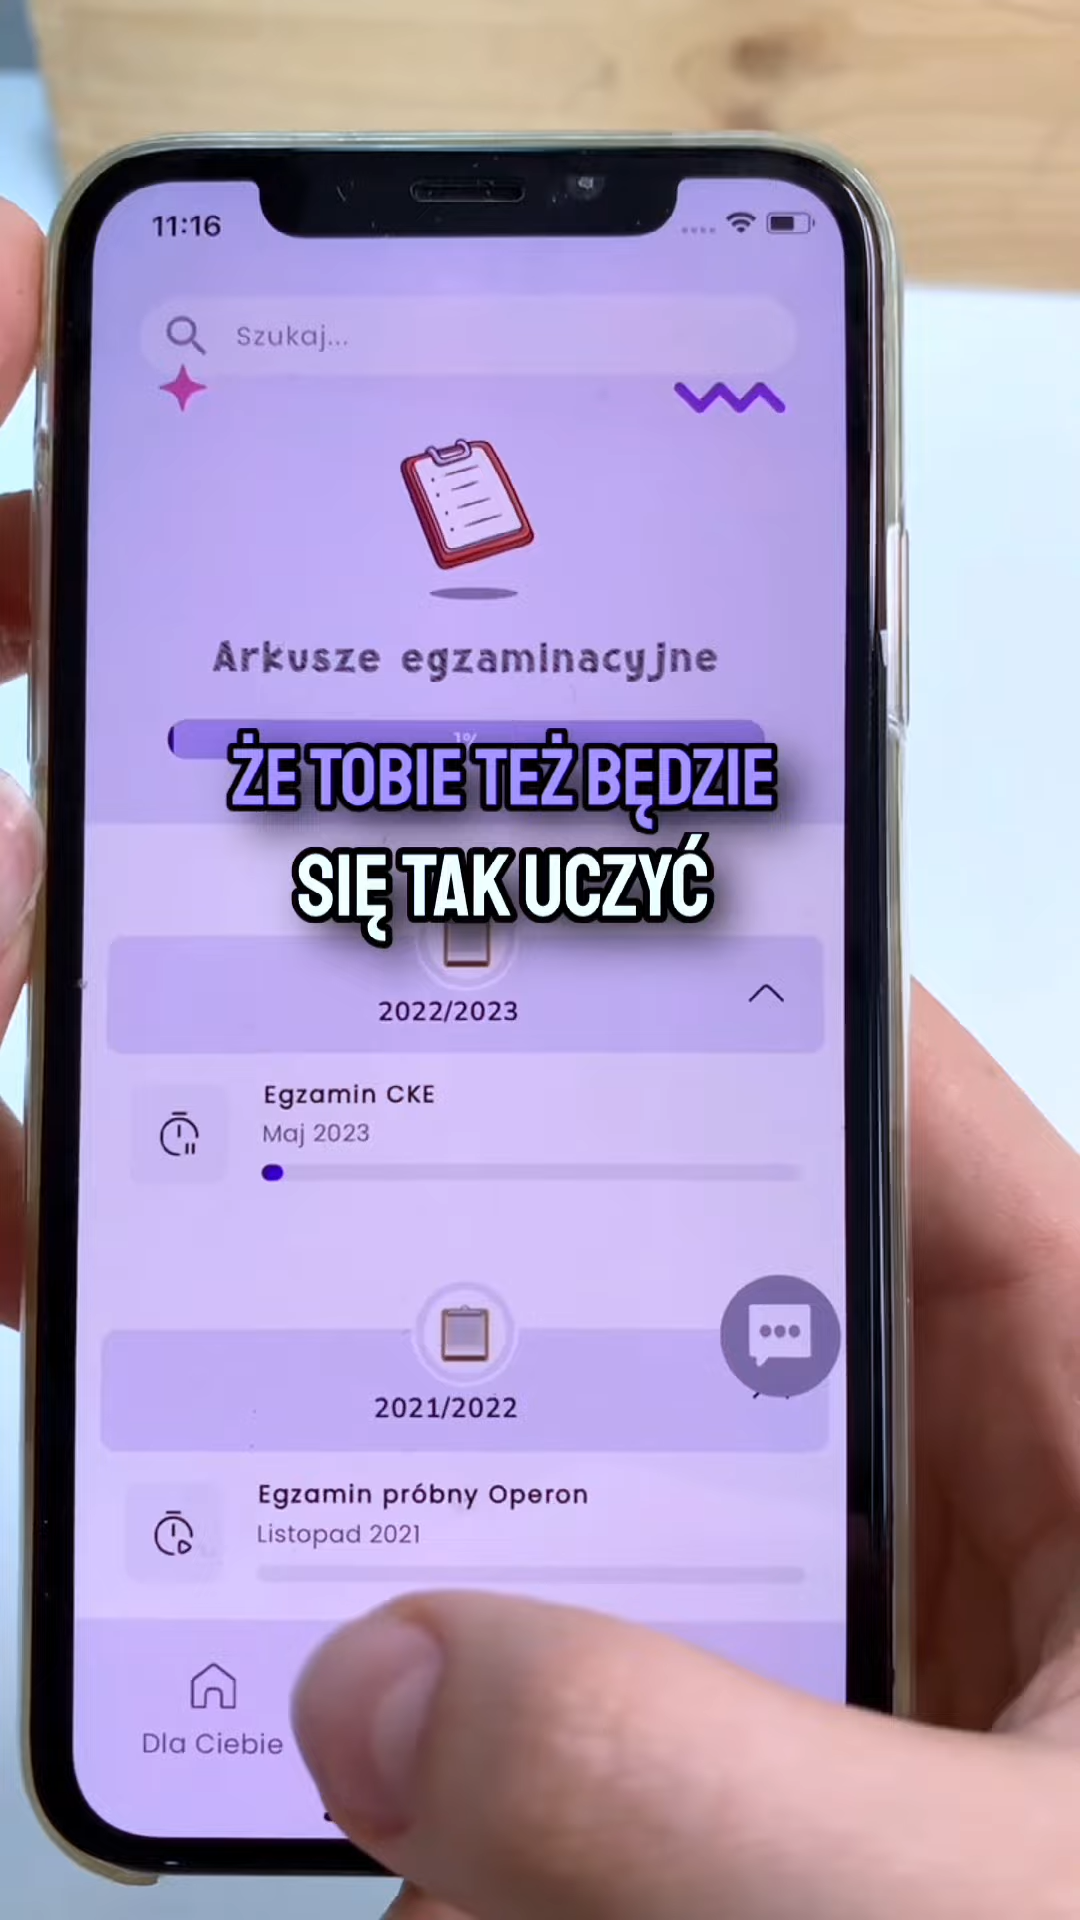 11:16
Szukaj...
Arkusze egzaminacyjne
1%
ŻE TOBIE TEŻ BĘDZIE
SIĘ TAK UCZYĆ
2022/2023
Egzamin CKE
Maj 2023
2021/2022
Egzamin próbny Operon
Listopad 2021
Dla Ciebie